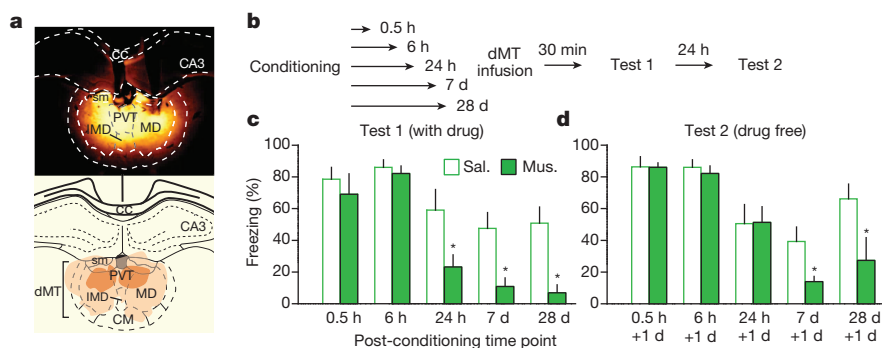 a
CC
CA3
sm
PVT
IMD
MD
CC
CA3
sm
PVT
dMT
IMD
MD
CM
b
0.5 h
6 h
Conditioning
24 h
7 d
28 d
dMT
infusion
30 min
Test 1
24 h
Test 2
c
Test 1 (with drug)
Freezing (%)
100
80
60
40
20
0
Sal.
Mus.
*
*
*
0.5 h
6 h
24 h
7 d
28 d
d
Test 2 (drug free)
100
80
60
40
20
0
*
*
0.5 h
+1 d
6 h
+1 d
24 h
+1 d
7 d
+1 d
28 d
+1 d
Post-conditioning time point